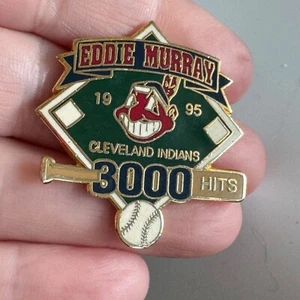 EDDIE MURRAY
19 95
CLEVELAND INDIANS
3000 HITS